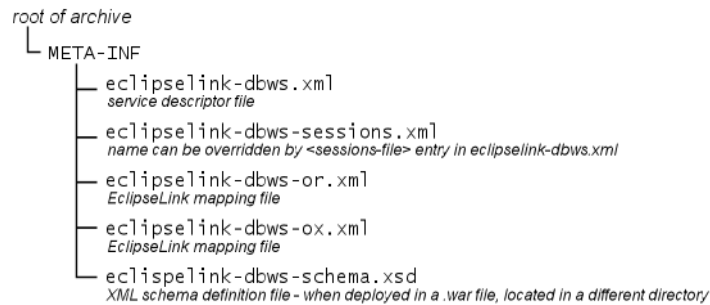 root of archive
META-INF
eclipselink-dbws.xml
service descriptor file
eclipselink-dbws-sessions.xml
name can be overridden by <sessions-file> entry in eclipselink-dbws.xml
eclipselink-dbws-or.xml
EclipseLink mapping file
eclipselink-dbws-ox.xml
EclipseLink mapping file
eclispelink-dbws-schema.xsd
XML schema definition file - when deployed in a .war file, located in a different directory